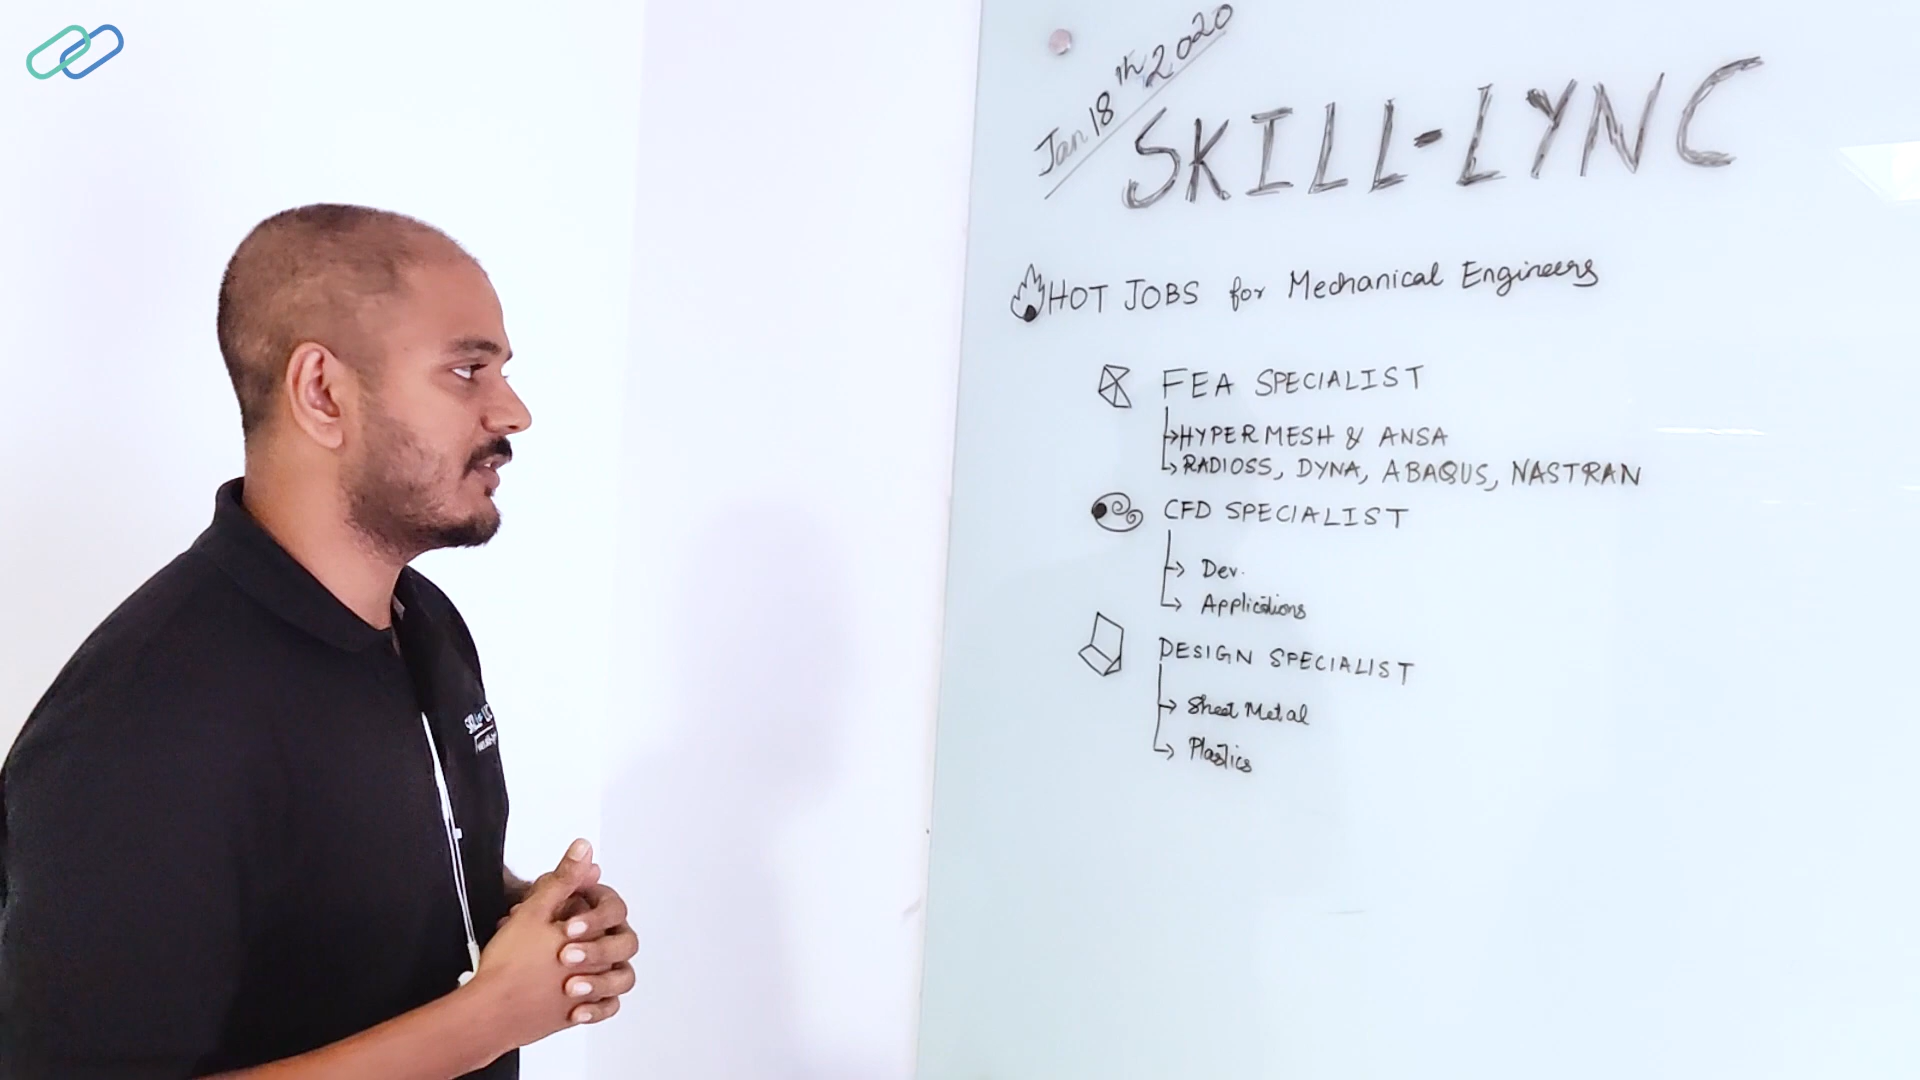 Jan 18th 2020
SKILL-LYNC
HOT JOBS for Mechanical Engineers
FEA SPECIALIST
HYPERMESH & ANSA
RADIOSS, DYNA, ABAQUS, NASTRAN
CFD SPECIALIST
Dev.
Applications
DESIGN SPECIALIST
Sheet Metal
Plastics